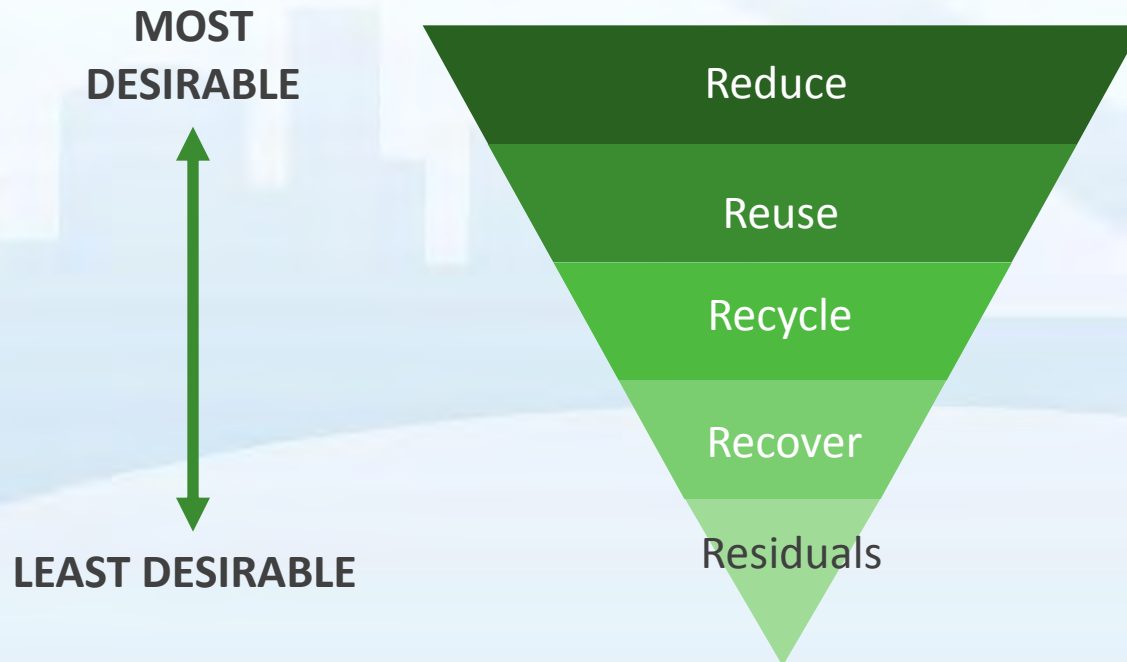 MOST
DESIRABLE
Reduce
Reuse
Recycle
Recover
Residuals
LEAST DESIRABLE